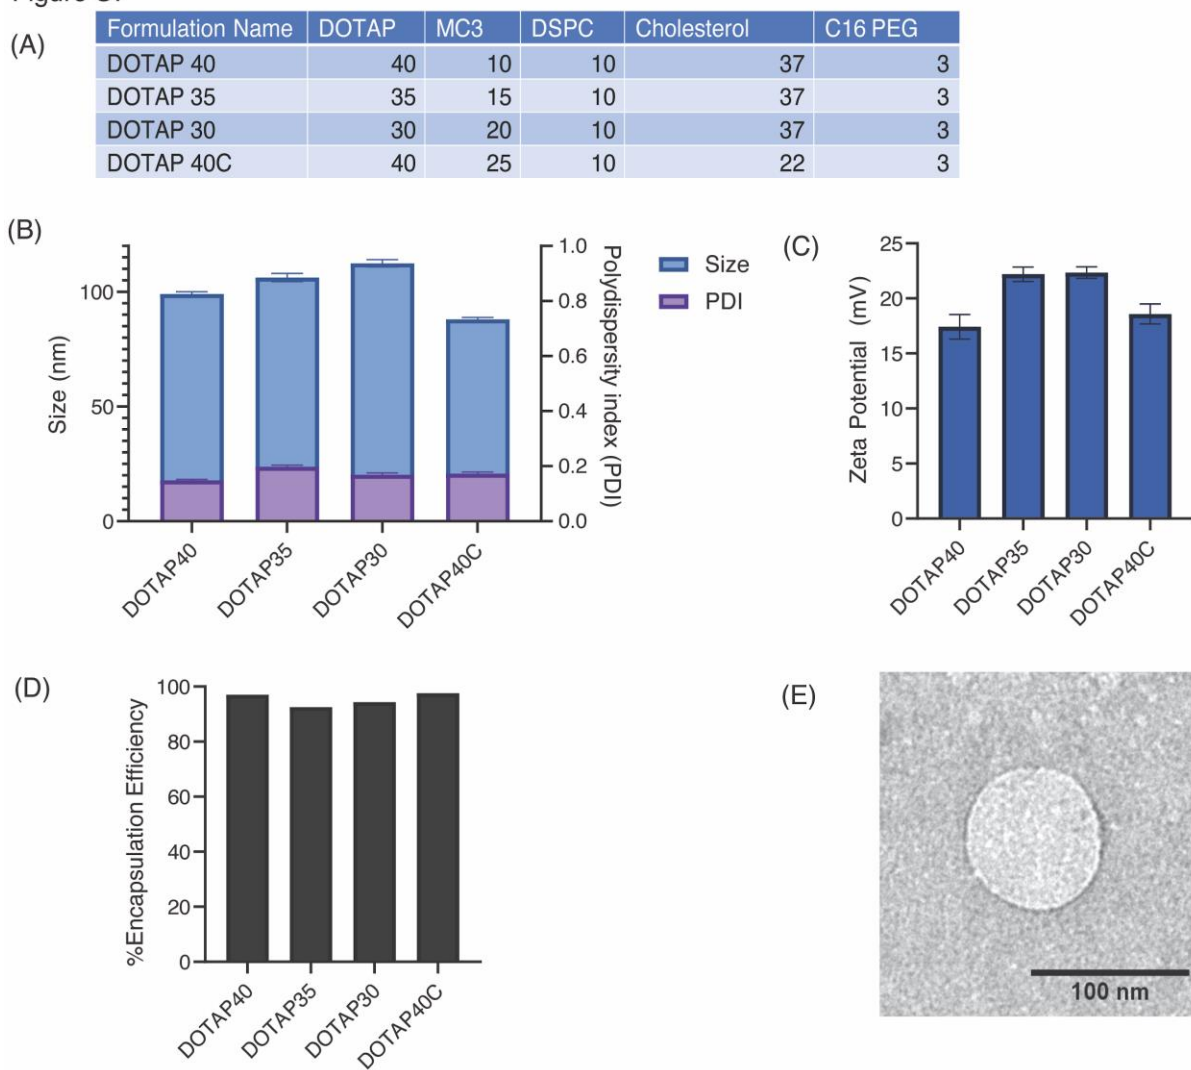 (A)
Formulation Name DOTAP MC3 DSPC Cholesterol C16 PEG
DOTAP 40 40 10 10 37 3
DOTAP 35 35 15 10 37 3
DOTAP 30 30 20 10 37 3
DOTAP 40C 40 25 10 22 3
(B)
Size (nm)
100
50
0
1.0
0.8
0.6
0.4
0.2
0.0
Polydispersity index (PDI)
Size
PDI
DOTAP40
DOTAP35
DOTAP30
DOTAP40C
(C)
Zeta Potential (mV)
25
20
15
10
5
0
DOTAP40
DOTAP35
DOTAP30
DOTAP40C
(D)
%Encapsulation Efficiency
100
80
60
40
20
0
DOTAP40
DOTAP35
DOTAP30
DOTAP40C
(E)
100 nm